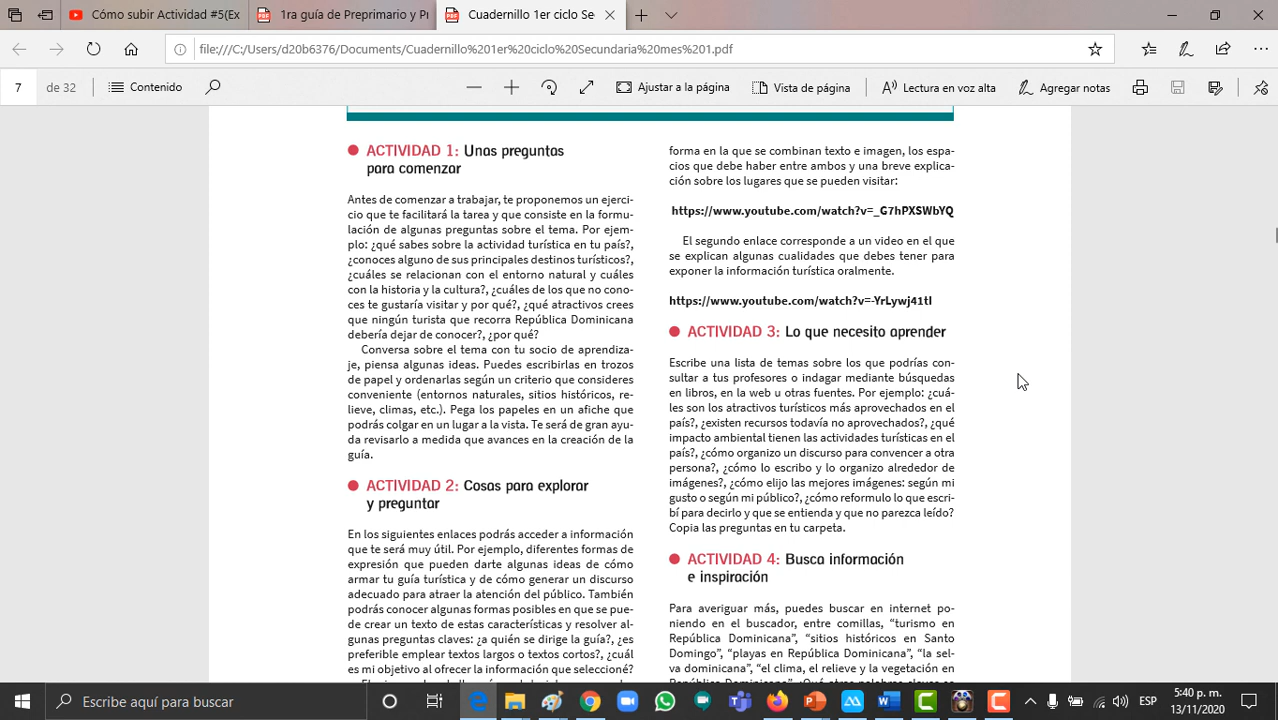 Cómo subir Actividad #5(Ex
1ra guía de Preprimario y Pr
Cuadernillo 1er ciclo Sec
file:///C:/Users/d20b6376/Documents/Cuadernillo%201er%20ciclo%20Secundaria%20mes%201.pdf
7 de 32
Contenido
Ajustar a la página
Vista de página
Lectura en voz alta
Agregar notas
ACTIVIDAD 1: Unas preguntas
para comenzar
Antes de comenzar a trabajar, te proponemos un ejerci-
cio que te facilitará la tarea y que consiste en la formu-
lación de algunas preguntas sobre el tema. Por ejem-
plo: ¿qué sabes sobre la actividad turística en tu país?,
¿conoces alguno de sus principales destinos turísticos?,
¿cuáles se relacionan con el entorno natural y cuáles
con la historia y la cultura?, ¿cuáles de los que no cono-
ces te gustaría visitar y por qué?, ¿qué atractivos crees
que ningún turista que recorra República Dominicana
debería dejar de conocer?, ¿por qué?
Conversa sobre el tema con tu socio de aprendiza-
je, piensa algunas ideas. Puedes escribirlas en trozos
de papel y ordenarlas según un criterio que consideres
conveniente (entornos naturales, sitios históricos, re-
lieve, climas, etc.). Pega los papeles en un afiche que
podrás colgar en un lugar a la vista. Te será de gran ayu-
da revisarlo a medida que avances en la creación de la
guía.
ACTIVIDAD 2: Cosas para explorar
y preguntar
En los siguientes enlaces podrás acceder a información
que te será muy útil. Por ejemplo, diferentes formas de
expresión que pueden darte algunas ideas de cómo
armar tu guía turística y de cómo generar un discurso
adecuado para atraer la atención del público. También
podrás conocer algunas formas posibles en que se pue-
de crear un texto de estas características y resolver al-
gunas preguntas claves: ¿a quién se dirige la guía?, ¿es
preferible emplear textos largos o textos cortos?, ¿cuál
es mi objetivo al ofrecer la información que seleccioné?
forma en la que se combinan texto e imagen, los espa-
cios que debe haber entre ambos y una breve explica-
ción sobre los lugares que se pueden visitar:
https://www.youtube.com/watch?v=_G7hPXSWbYQ
El segundo enlace corresponde a un video en el que
se explican algunas cualidades que debes tener para
exponer la información turística oralmente.
https://www.youtube.com/watch?v=-YrLywj41tI
ACTIVIDAD 3: Lo que necesito aprender
Escribe una lista de temas sobre los que podrías con-
sultar a tus profesores o indagar mediante búsquedas
en libros, en la web u otras fuentes. Por ejemplo: ¿cuá-
les son los atractivos turísticos más aprovechados en el
país?, ¿existen recursos todavía no aprovechados?, ¿qué
impacto ambiental tienen las actividades turísticas en el
país?, ¿cómo organizo un discurso para convencer a otra
persona?, ¿cómo lo escribo y lo organizo alrededor de
imágenes?, ¿cómo elijo las mejores imágenes: según mi
gusto o según mi público?, ¿cómo reformulo lo que escri-
bí para decirlo y que se entienda y que no parezca leído?
Copia las preguntas en tu carpeta.
ACTIVIDAD 4: Busca información
e inspiración
Para averiguar más, puedes buscar en internet po-
niendo en el buscador, entre comillas, “turismo en
República Dominicana”, “sitios históricos en Santo
Domingo”, “playas en República Dominicana”, “la sel-
va dominicana”, “el clima, el relieve y la vegetación en
Escribe aquí para buscar
ESP
5:40 p. m.
13/11/2020